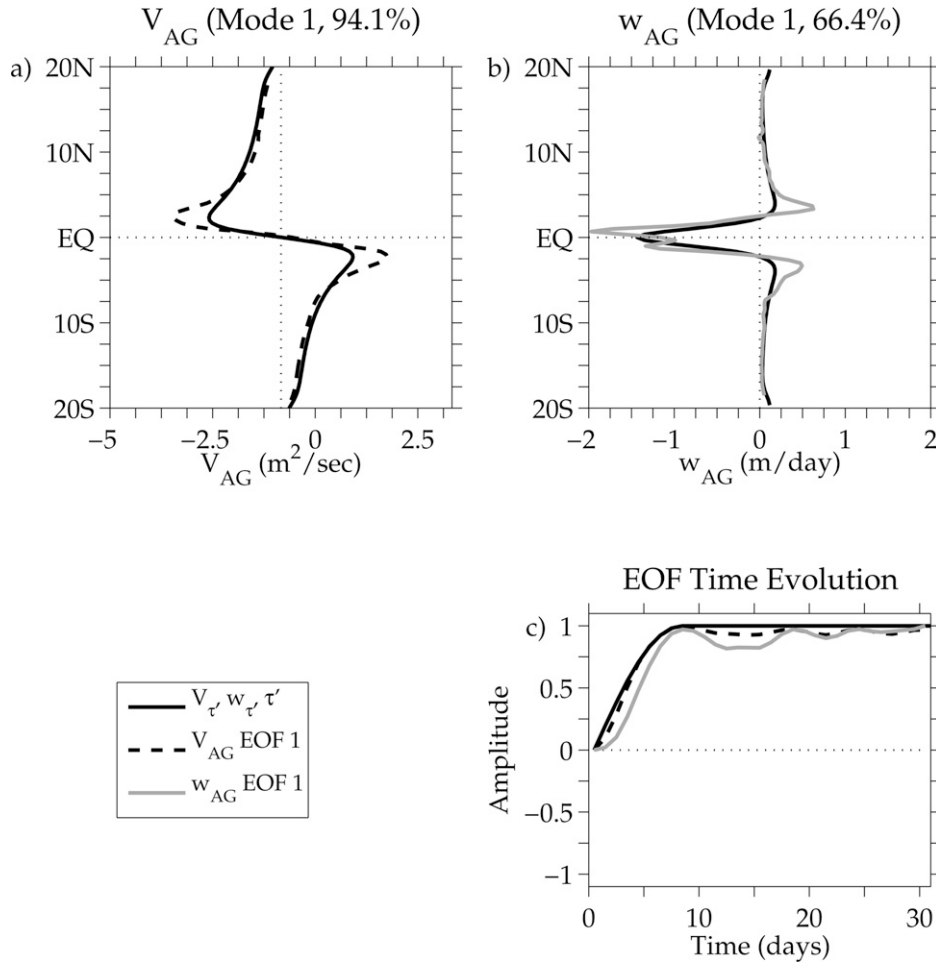 V_AG (Mode 1, 94.1%)
w_AG (Mode 1, 66.4%)
a)
20N
10N
EQ
10S
20S
−5
−2.5
0
2.5
V_AG (m²/sec)
b)
20N
10N
EQ
10S
20S
−2
−1
0
1
2
w_AG (m/day)
V_τ′ w_τ′ τ′
V_AG EOF 1
w_AG EOF 1
EOF Time Evolution
c)
1
0.5
0
−0.5
−1
Amplitude
0
10
20
30
Time (days)